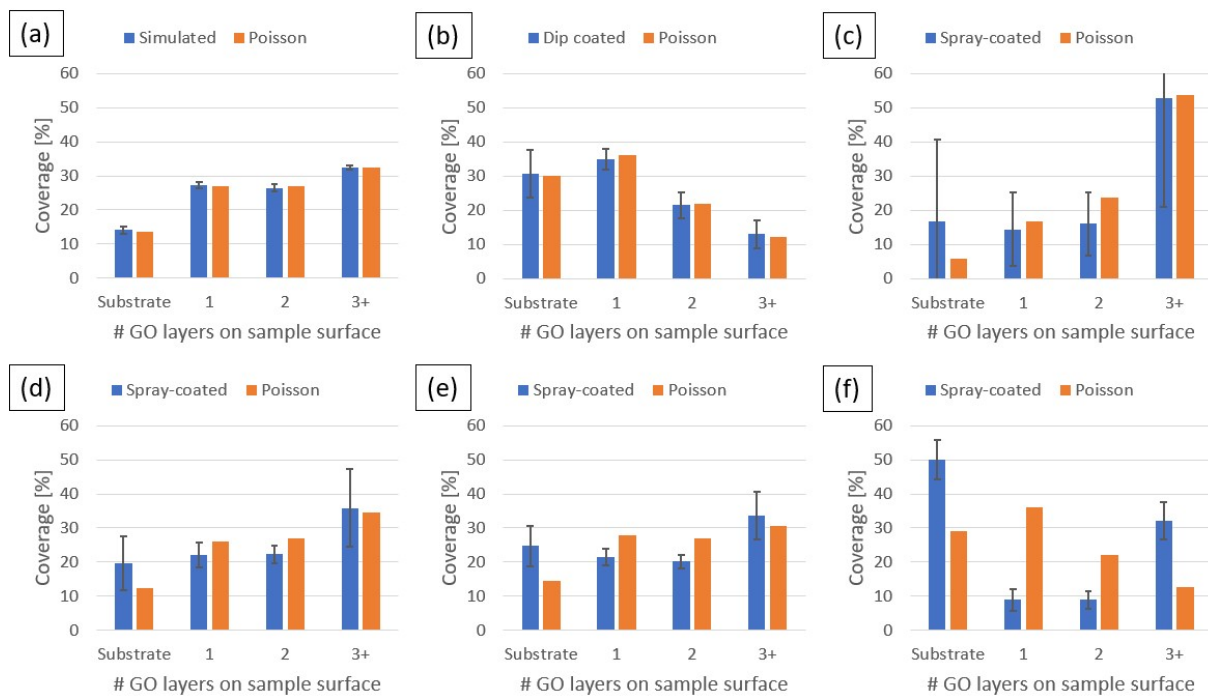 (a)
Simulated Poisson
60
50
40
30
20
10
0
Coverage [%]
Substrate 1 2 3+
# GO layers on sample surface
(b)
Dip coated Poisson
60
50
40
30
20
10
0
Coverage [%]
Substrate 1 2 3+
# GO layers on sample surface
(c)
Spray-coated Poisson
60
50
40
30
20
10
0
Coverage [%]
Substrate 1 2 3+
# GO layers on sample surface
(d)
Spray-coated Poisson
60
50
40
30
20
10
0
Coverage [%]
Substrate 1 2 3+
# GO layers on sample surface
(e)
Spray-coated Poisson
60
50
40
30
20
10
0
Coverage [%]
Substrate 1 2 3+
# GO layers on sample surface
(f)
Spray-coated Poisson
60
50
40
30
20
10
0
Coverage [%]
Substrate 1 2 3+
# GO layers on sample surface